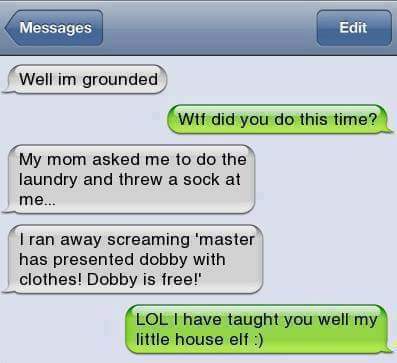 Messages
Edit
Well im grounded
Wtf did you do this time?
My mom asked me to do the
laundry and threw a sock at
me...
I ran away screaming 'master
has presented dobby with
clothes! Dobby is free!'
LOL I have taught you well my
little house elf :)